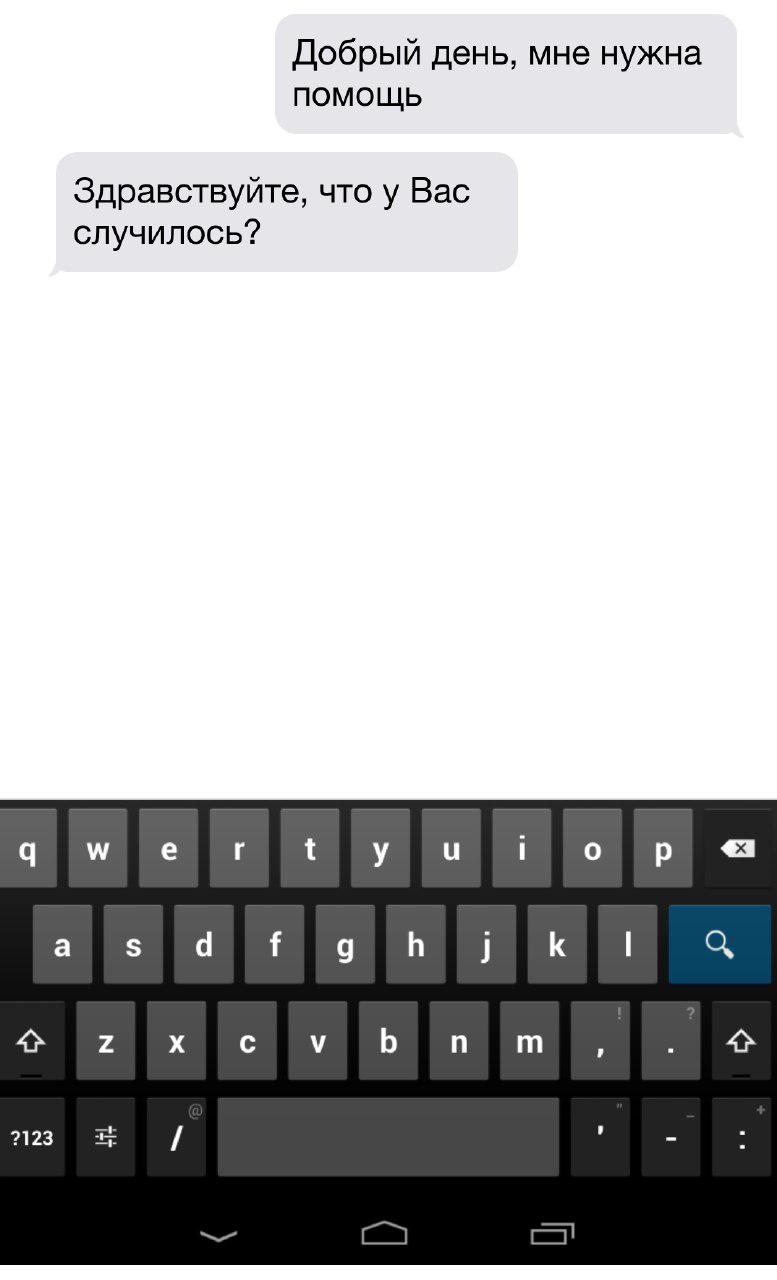 Добрый день, мне нужна
помощь
Здравствуйте, что у Вас
случилось?
q w e r t y u i o p
a s d f g h j k l
z x c v b n m , ! . ?
?123 / @ ' " - _ : +